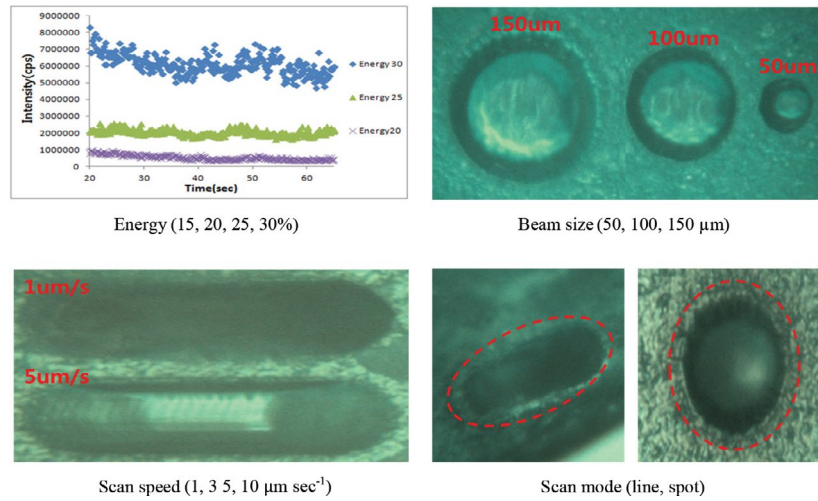 Intensity(cps)
8000000
9000000
7000000
6000000
5000000
4000000
3000000
2000000
1000000
0
20
30
40
50
60
Time(sec)
Energy 30
Energy 25
Energy20
Energy (15, 20, 25, 30%)
150um
100um
50um
Beam size (50, 100, 150 µm)
1um/s
5um/s
Scan speed (1, 3 5, 10 µm sec⁻¹)
Scan mode (line, spot)